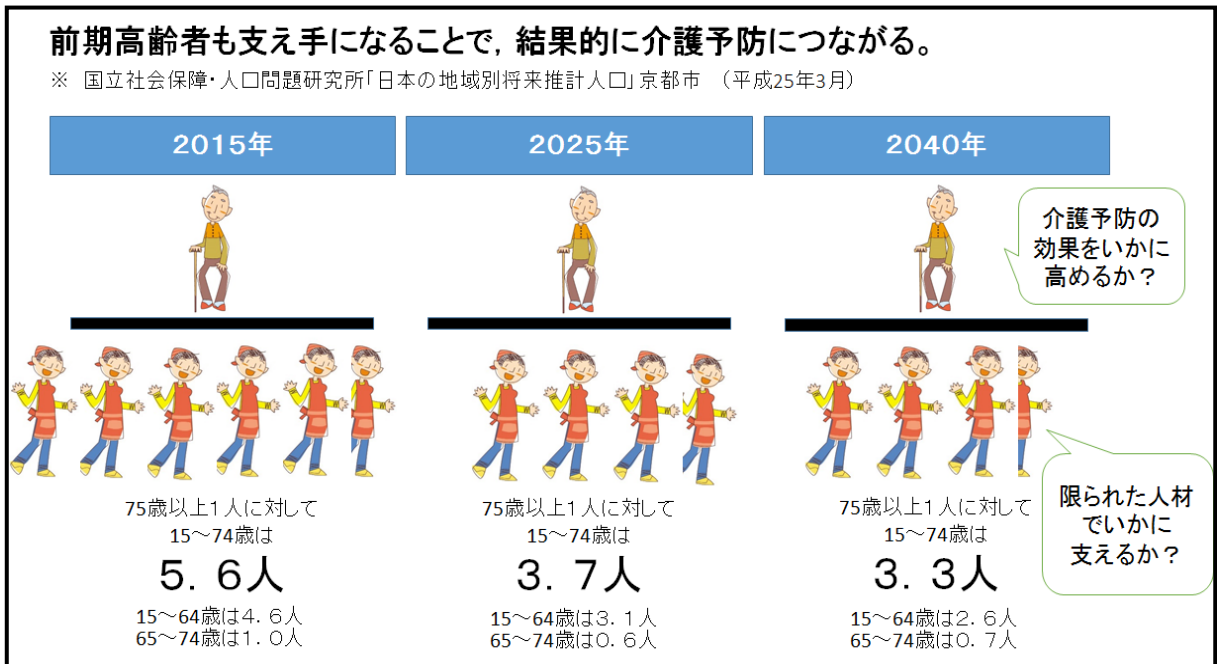 前期高齢者も支え手になることで，結果的に介護予防につながる。
※　国立社会保障・人口問題研究所「日本の地域別将来推計人口」京都市　（平成25年3月）
2015年
2025年
2040年
介護予防の
効果をいかに
高めるか？
75歳以上1人に対して
15～74歳は
5．6人
15～64歳は4．6人
65～74歳は1．0人
75歳以上1人に対して
15～74歳は
3．7人
15～64歳は3．1人
65～74歳は0．6人
75歳以上1人に対して
15～74歳は
3．3人
15～64歳は2．6人
65～74歳は0．7人
限られた人材
でいかに
支えるか？